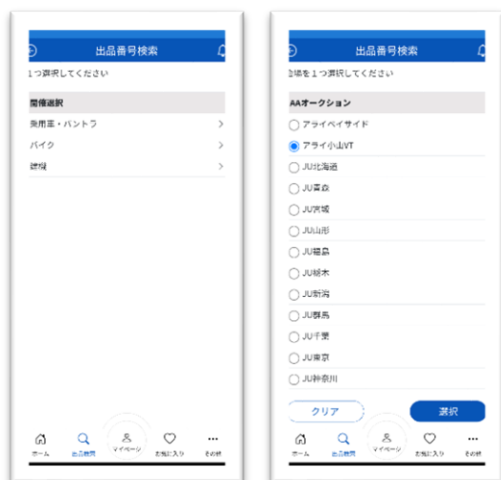 出品番号検索
1つ選択してください
開催選択
乗用車・バントラ
バイク
建機
ホーム
出品検索
マイページ
お気に入り
その他
出品番号検索
会場を1つ選択してください
AAオークション
アライベイサイド
アライ小山VT
JU北海道
JU青森
JU宮城
JU山形
JU福島
JU栃木
JU新潟
JU群馬
JU千葉
JU東京
JU神奈川
クリア
選択
ホーム
出品検索
マイページ
お気に入り
その他